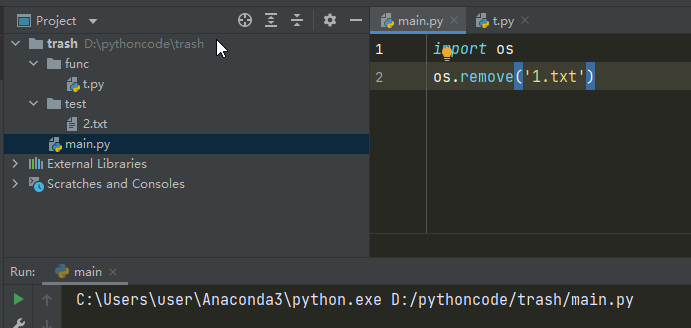 Project
main.py
t.py
trash D:\pythoncode\trash
func
t.py
test
2.txt
main.py
External Libraries
Scratches and Consoles
1
import os
2
os.remove('1.txt')
Run:
main
C:\Users\user\Anaconda3\python.exe D:/pythoncode/trash/main.py